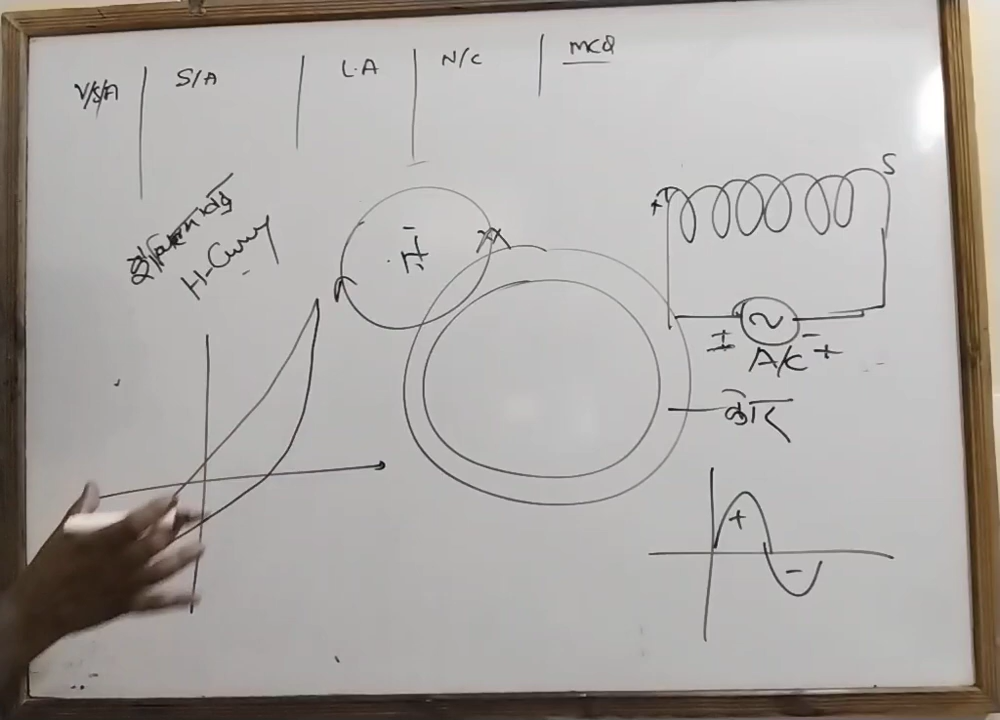 V/S/A
S/A
L.A
N/C
MCQ
H-Curv
S
I
-
+
A/C
कोर
+
-